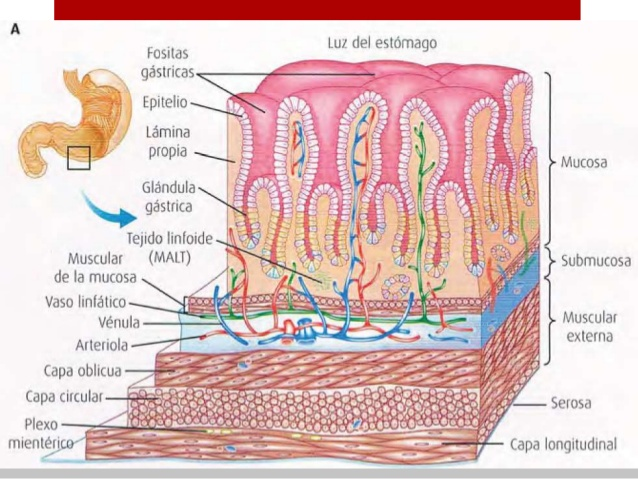 A
Luz del estómago
Fositas
gástricas
Epitelio
Lámina
propia
Glándula
gástrica
Tejido linfoide
(MALT)
Muscular
de la mucosa
Vaso linfático
Vénula
Arteriola
Capa oblicua
Capa circular
Plexo
mientérico
Mucosa
Submucosa
Muscular
externa
Serosa
Capa longitudinal